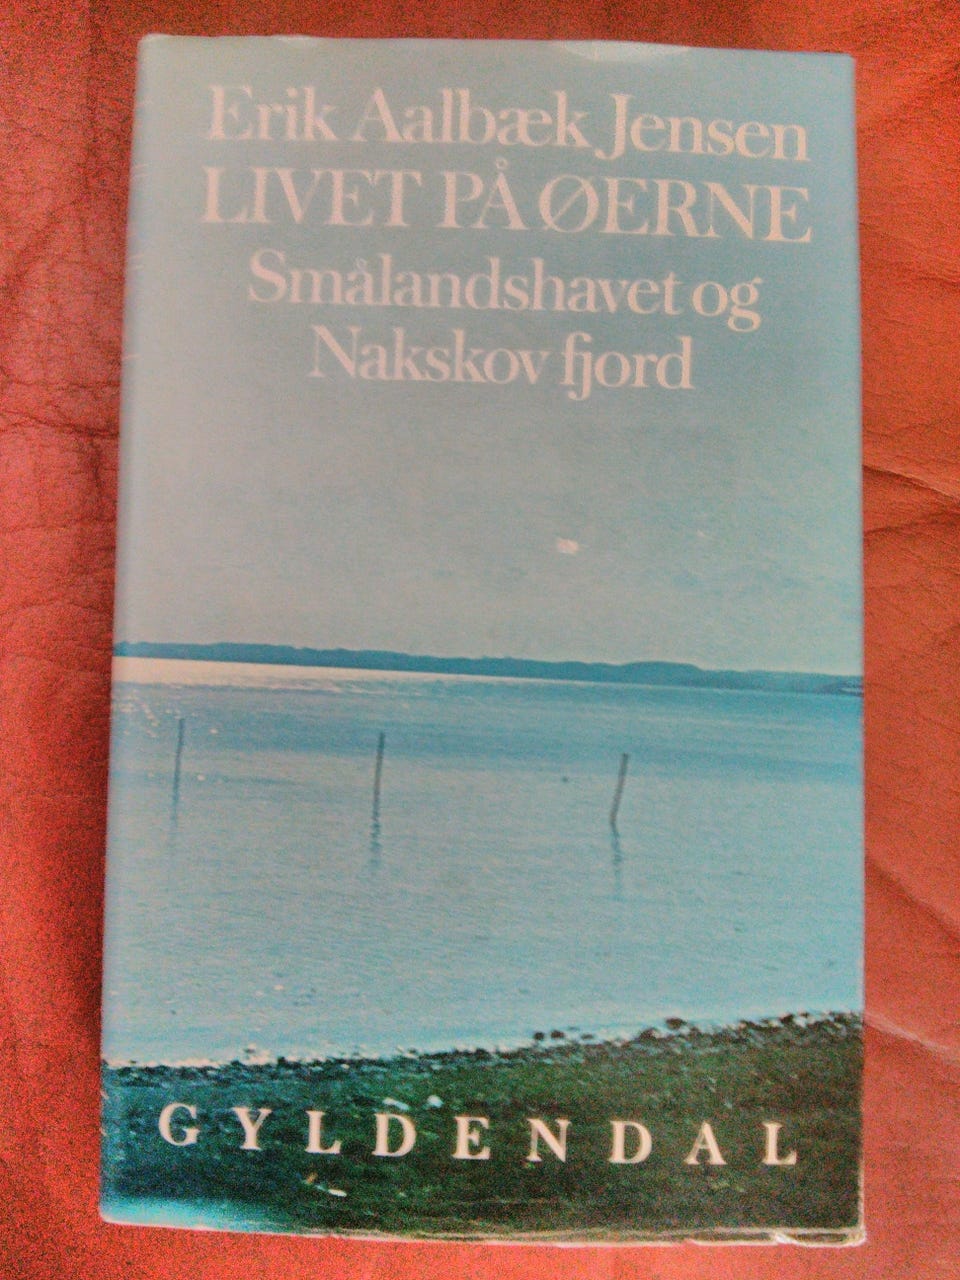 Erik Aalbæk Jensen
LIVET PÅ ØERNE
Smålandshavet og
Nakskov fjord
GYLDENDAL